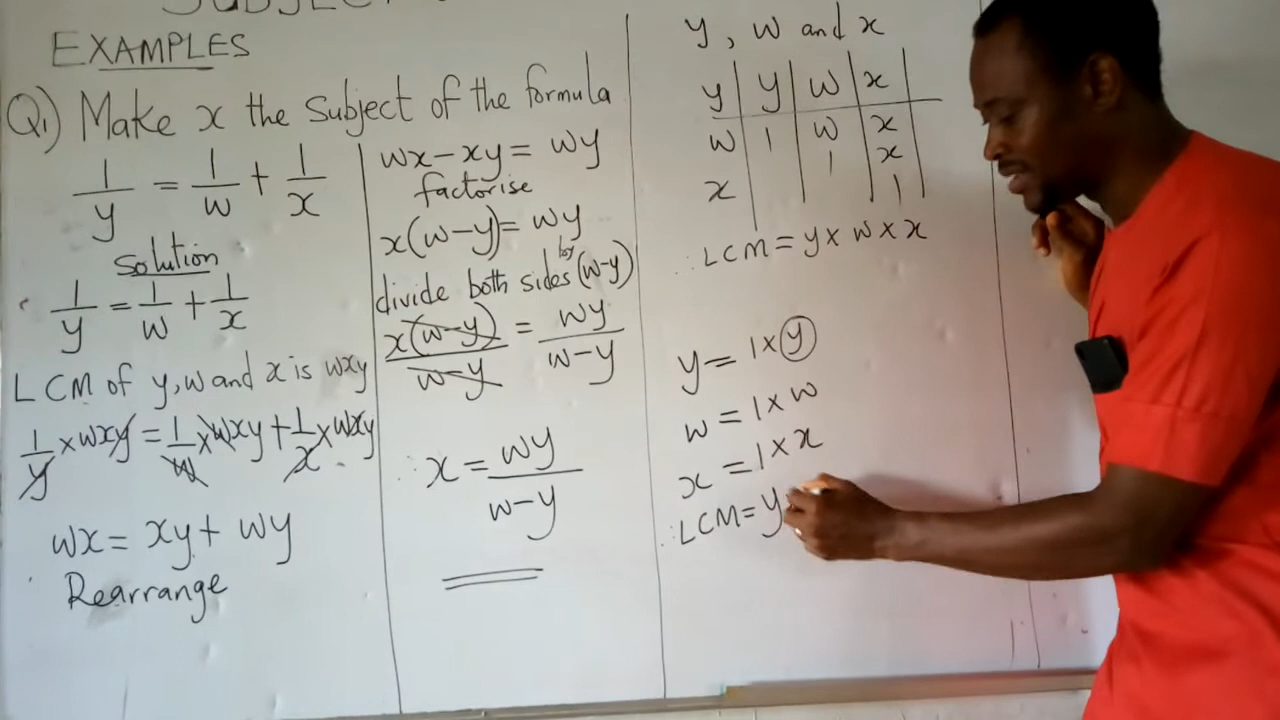 SUBJECT
EXAMPLES
Q1) Make x the Subject of the formula
1/y = 1/w + 1/x
Solution
1/y = 1/w + 1/x
LCM of y, w and x is wxy
1/y × wxy = 1/w × wxy + 1/x × wxy
wx = xy + wy
Rearrange
wx - xy = wy
factorise
x(w-y) = wy
divide both sides by (w-y)
x(w-y)/w-y = wy/w-y
∴ x = wy/w-y
y, w and x
y | y | w | x
w | 1 | w | x
1 | x
x | 1
∴ LCM = y × w × x
y = 1 × y
w = 1 × w
x = 1 × x
∴ LCM = y